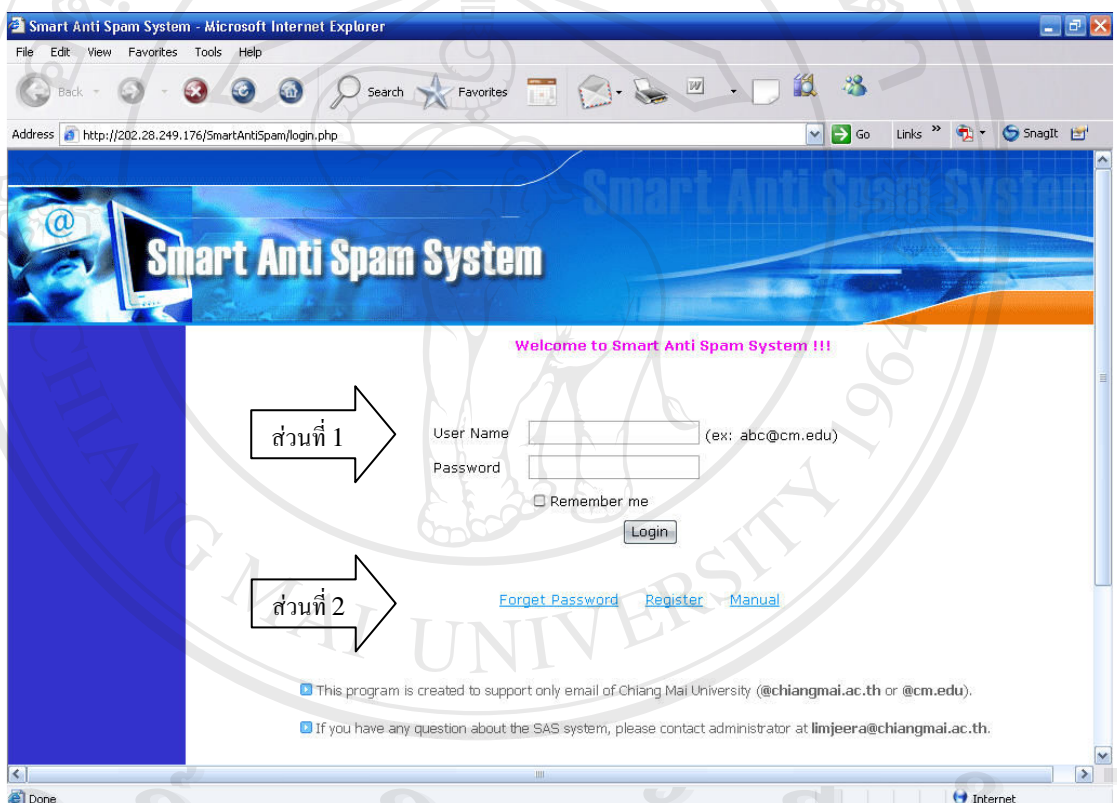 Smart Anti Spam System - Microsoft Internet Explorer
File Edit View Favorites Tools Help
Back Search Favorites
Address http://202.28.249.176/SmartAntiSpam/login.php Go Links » SnagIt
Smart Anti Spam System
Smart Anti Spam System
Welcome to Smart Anti Spam System !!!
ส่วนที่ 1
User Name (ex: abc@cm.edu)
Password
Remember me
Login
ส่วนที่ 2
Forget Password Register Manual
This program is created to support only email of Chiang Mai University (@chiangmai.ac.th or @cm.edu).
If you have any question about the SAS system, please contact administrator at limjeera@chiangmai.ac.th.
Done Internet
CHIANG MAI UNIVERSITY 1964